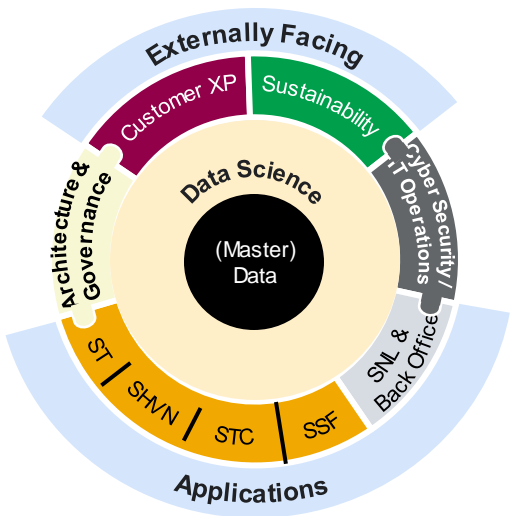 Externally Facing
Customer XP
Sustainability
Architecture &
Governance
Cyber Security /
IT Operations
Data Science
(Master)
Data
ST
SHVN
STC
SSF
SNL &
Back Office
Applications